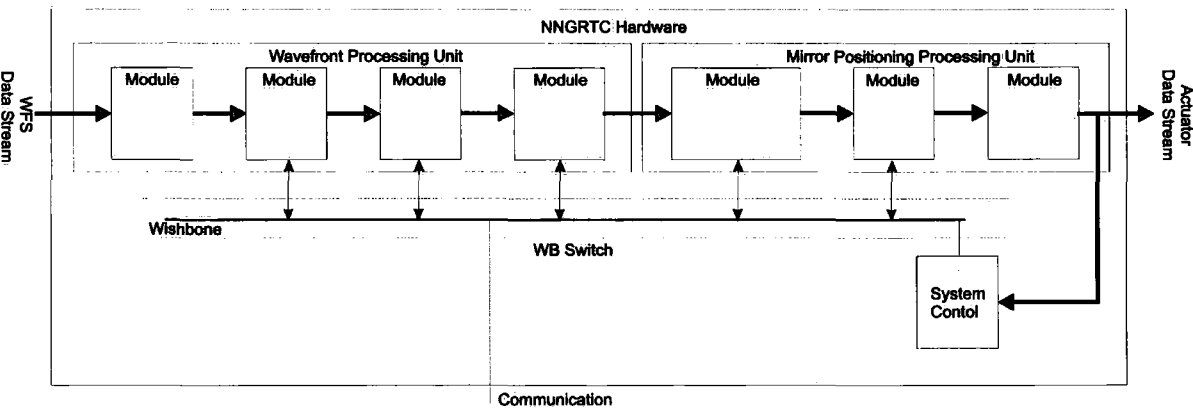 NNGRTC Hardware
Wavefront Processing Unit
Mirror Positioning Processing Unit
Module
Module
Module
Module
Module
Module
Module
WFS
Data Stream
Actuator
Data Stream
Wishbone
WB Switch
System
Contol
Communication